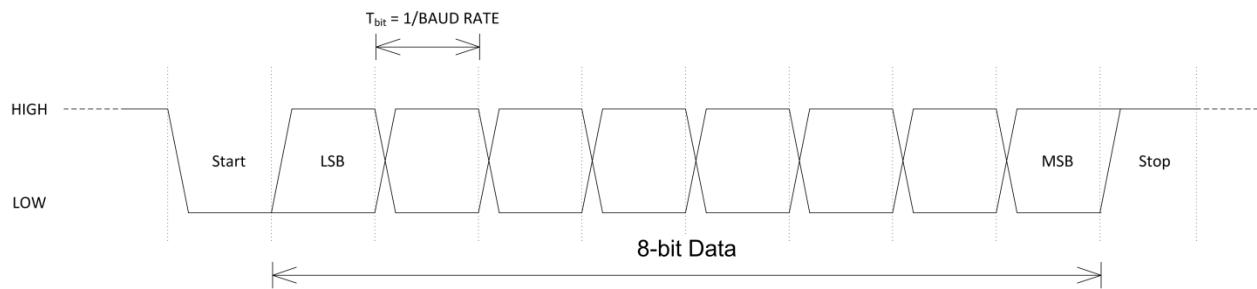 T_bit = 1/BAUD RATE
HIGH
Start
LSB
MSB
Stop
LOW
8-bit Data